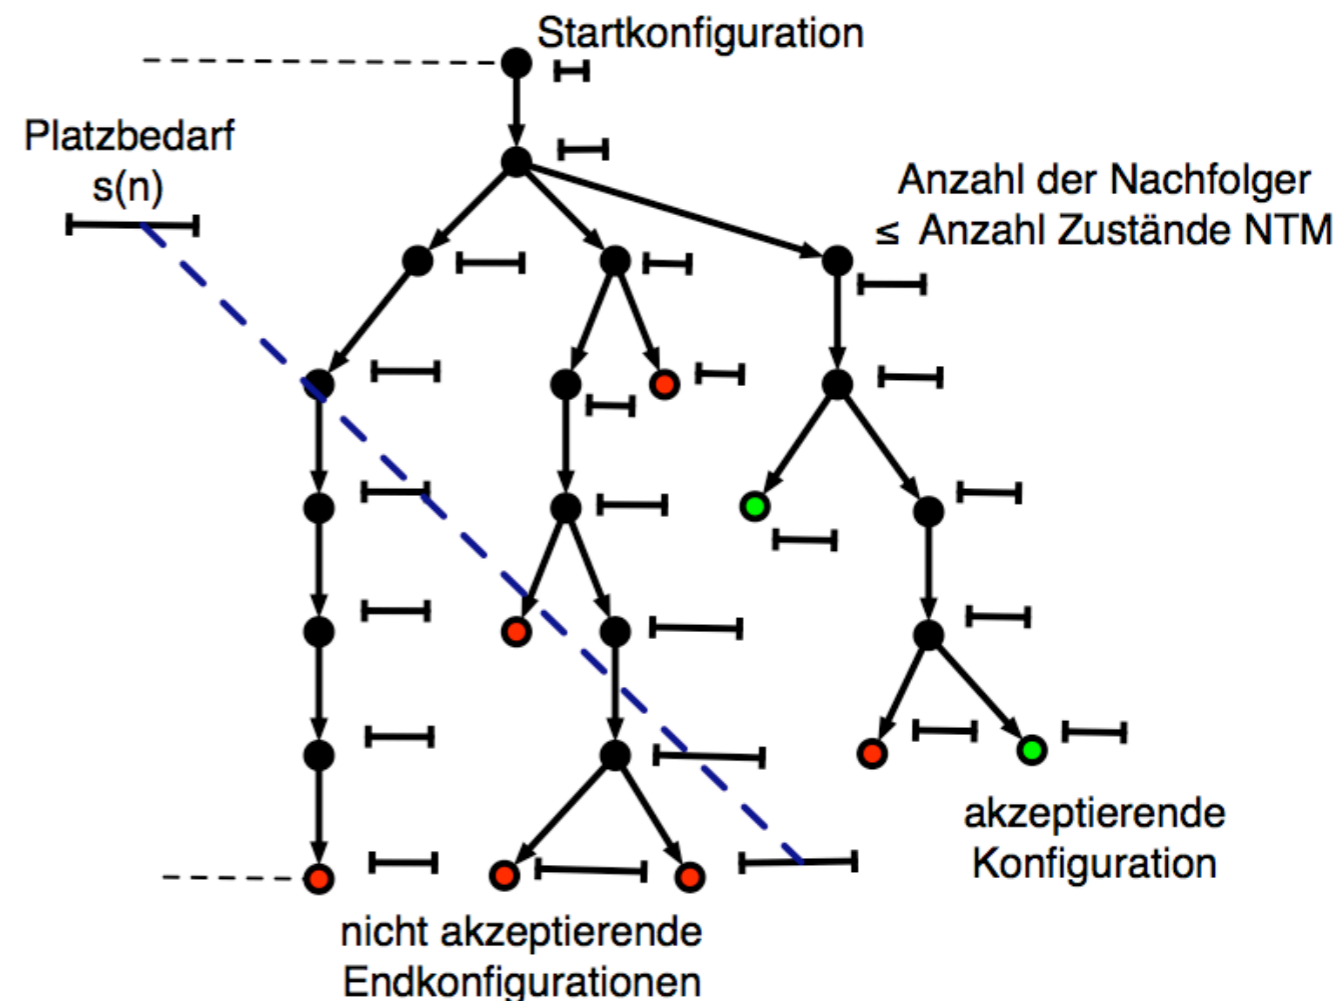 Startkonfiguration
Platzbedarf
s(n)
Anzahl der Nachfolger
≤ Anzahl Zustände NTM
akzeptierende
Konfiguration
nicht akzeptierende
Endkonfigurationen